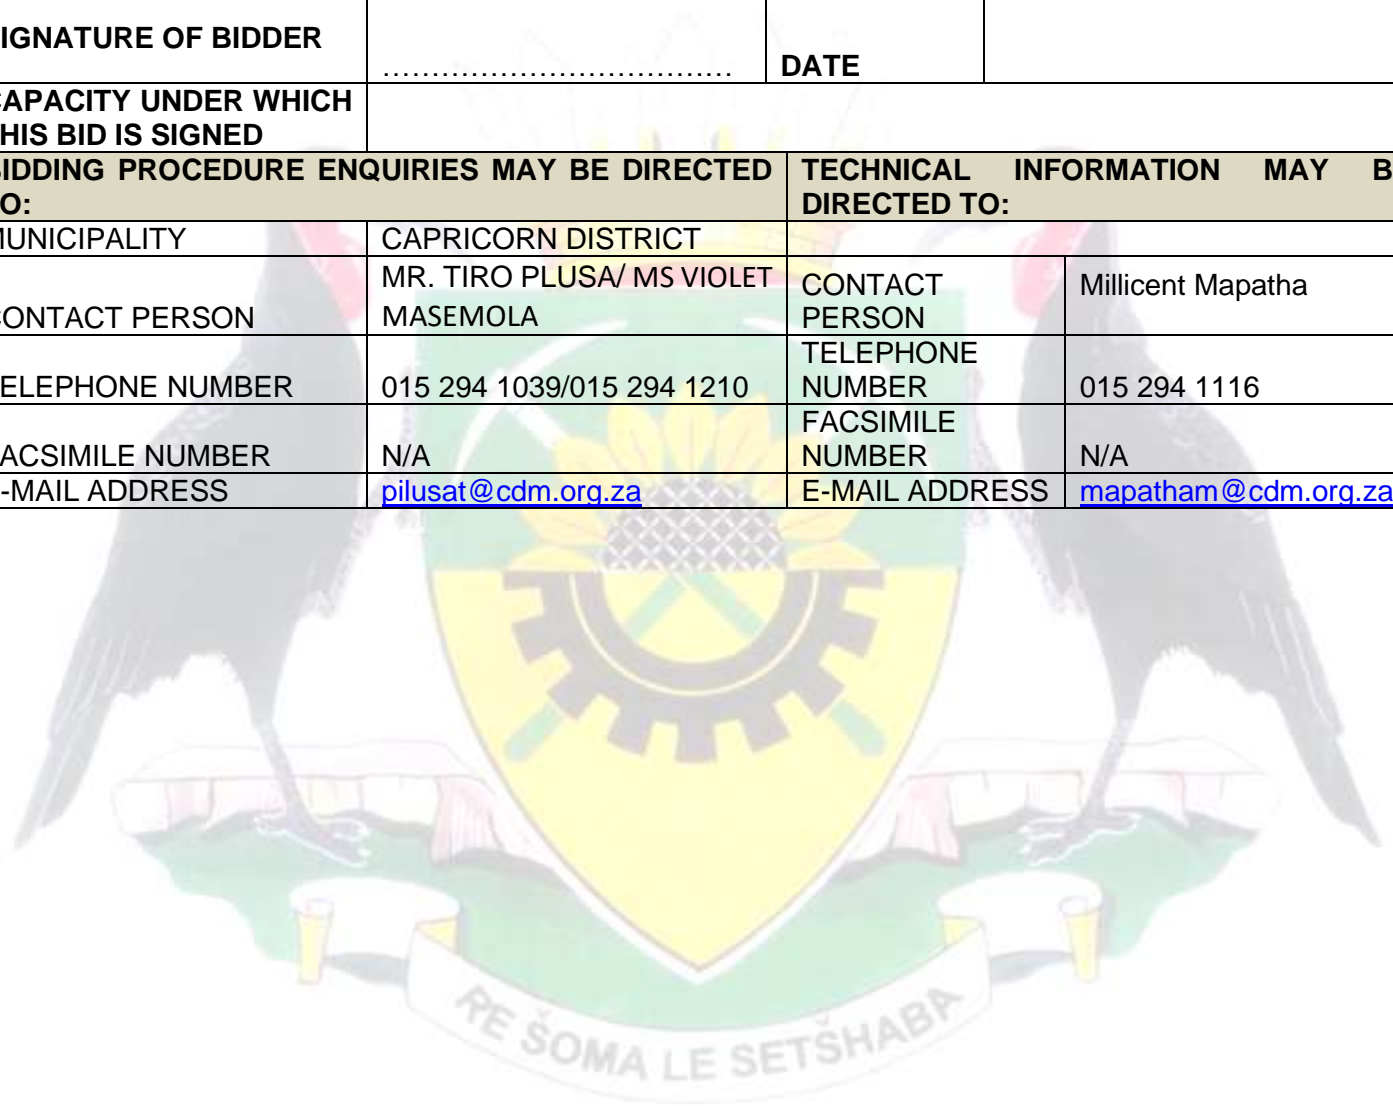 IGNATURE OF BIDDER
……………………………… DATE
CAPACITY UNDER WHICH
HIS BID IS SIGNED
BIDDING PROCEDURE ENQUIRIES MAY BE DIRECTED
O:
TECHNICAL INFORMATION MAY B
DIRECTED TO:
MUNICIPALITY CAPRICORN DISTRICT
CONTACT PERSON
MR. TIRO PLUSA/ MS VIOLET
MASEMOLA
CONTACT
PERSON
Millicent Mapatha
ELEPHONE NUMBER 015 294 1039/015 294 1210
TELEPHONE
NUMBER
015 294 1116
ACSIMILE NUMBER N/A
FACSIMILE
NUMBER
N/A
-MAIL ADDRESS pilusat@cdm.org.za E-MAIL ADDRESS mapatham@cdm.org.za
RE ŠOMA LE SETŠHABA